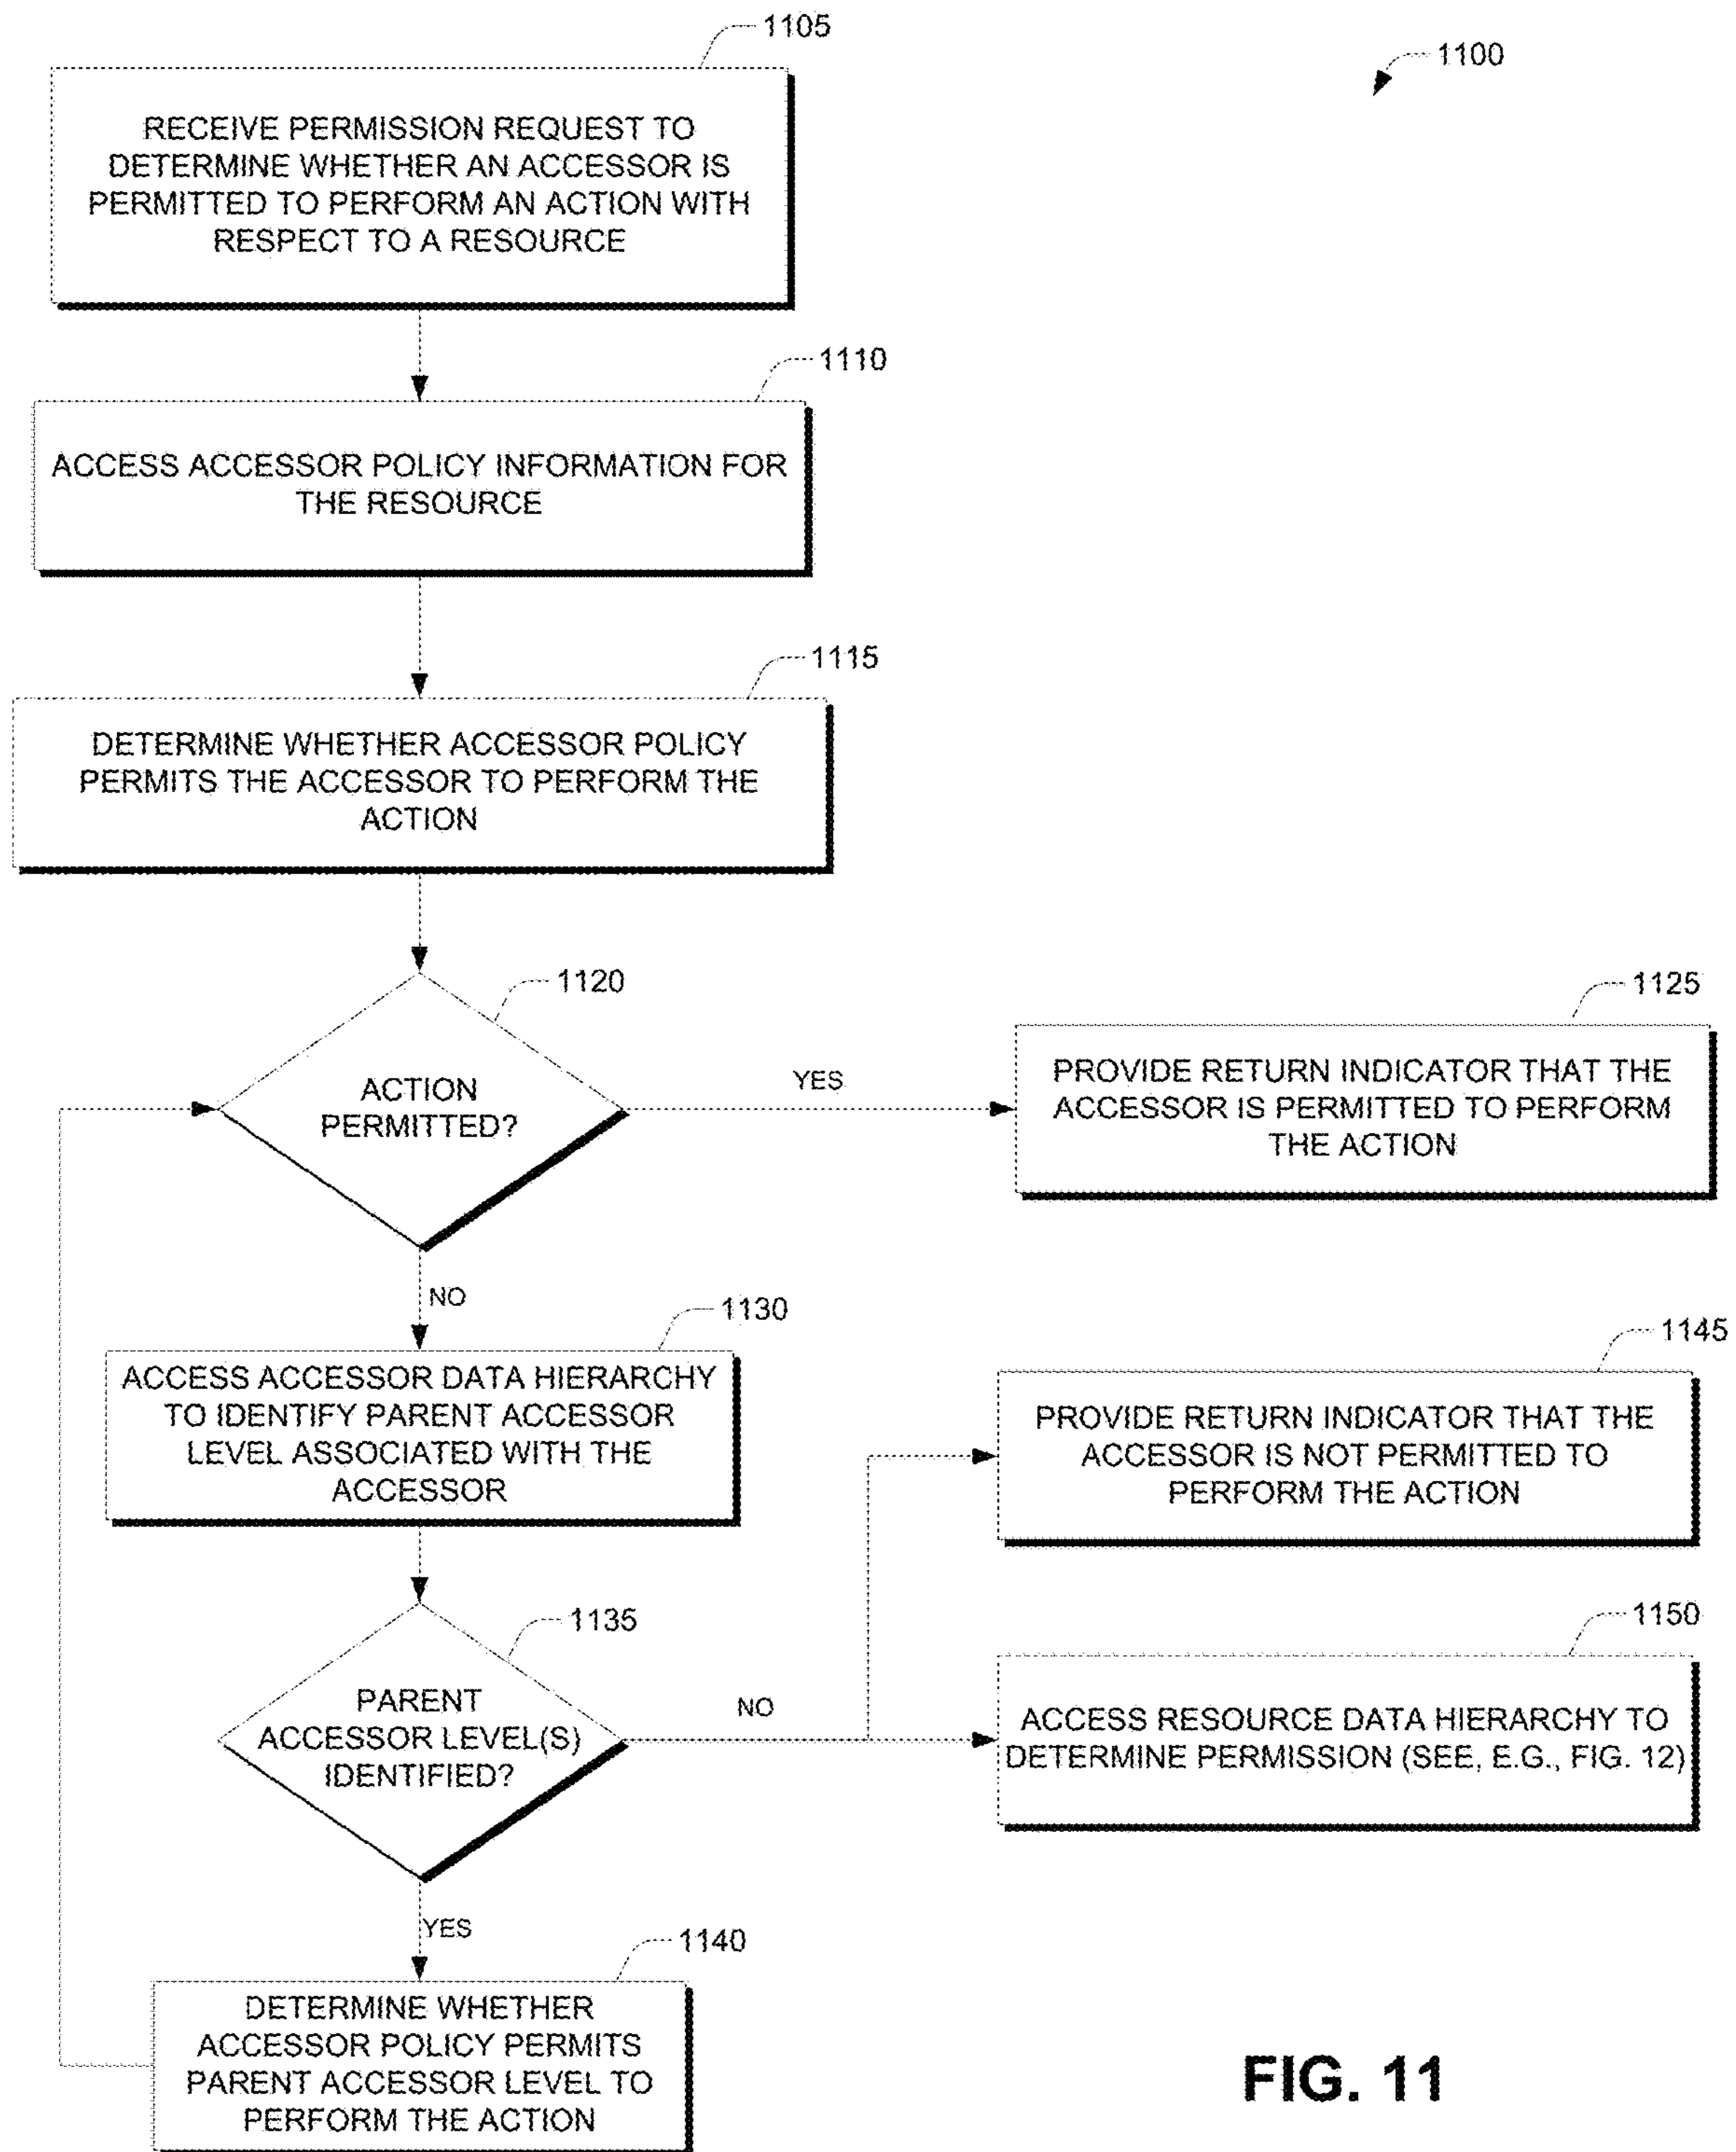 1105
1100
RECEIVE PERMISSION REQUEST TO
DETERMINE WHETHER AN ACCESSOR IS
PERMITTED TO PERFORM AN ACTION WITH
RESPECT TO A RESOURCE
1110
ACCESS ACCESSOR POLICY INFORMATION FOR
THE RESOURCE
1115
DETERMINE WHETHER ACCESSOR POLICY
PERMITS THE ACCESSOR TO PERFORM THE
ACTION
1120
ACTION
PERMITTED?
YES
1125
PROVIDE RETURN INDICATOR THAT THE
ACCESSOR IS PERMITTED TO PERFORM
THE ACTION
NO
1130
ACCESS ACCESSOR DATA HIERARCHY
TO IDENTIFY PARENT ACCESSOR
LEVEL ASSOCIATED WITH THE
ACCESSOR
1145
PROVIDE RETURN INDICATOR THAT THE
ACCESSOR IS NOT PERMITTED TO
PERFORM THE ACTION
1135
PARENT
ACCESSOR LEVEL(S)
IDENTIFIED?
NO
1150
ACCESS RESOURCE DATA HIERARCHY TO
DETERMINE PERMISSION (SEE, E.G., FIG. 12)
YES
1140
DETERMINE WHETHER
ACCESSOR POLICY PERMITS
PARENT ACCESSOR LEVEL TO
PERFORM THE ACTION
FIG. 11